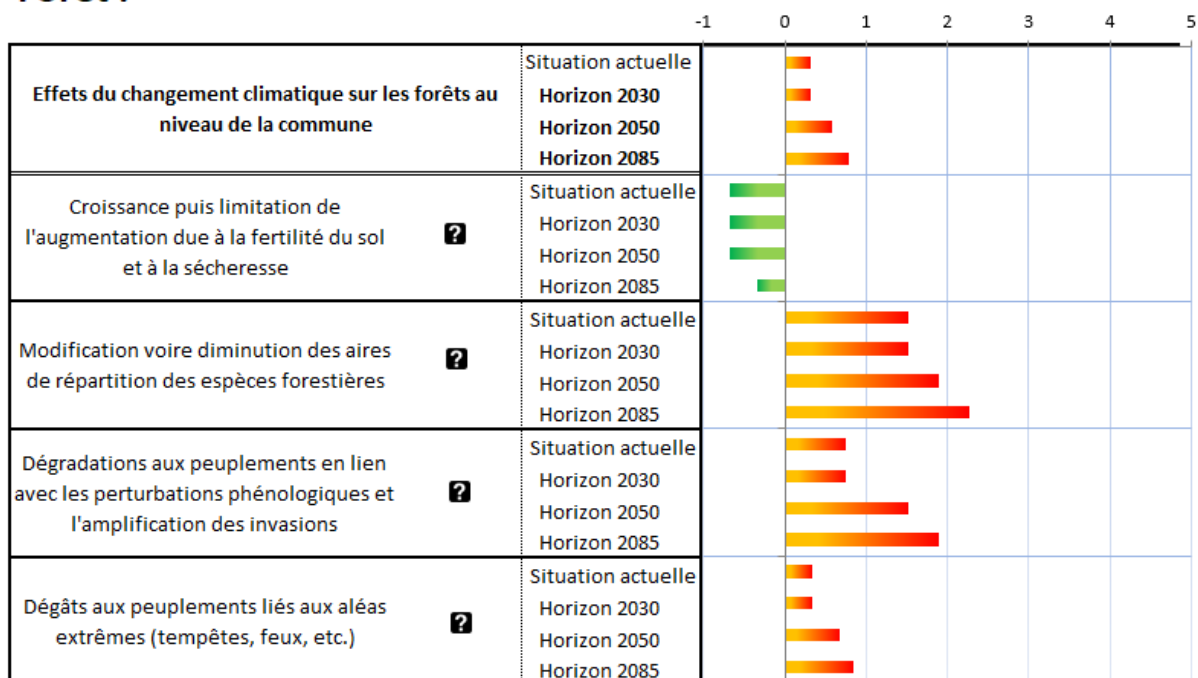 -1 0 1 2 3 4 5
Effets du changement climatique sur les forêts au
niveau de la commune
Situation actuelle
Horizon 2030
Horizon 2050
Horizon 2085
Croissance puis limitation de
l'augmentation due à la fertilité du sol
et à la sécheresse
?
Situation actuelle
Horizon 2030
Horizon 2050
Horizon 2085
Modification voire diminution des aires
de répartition des espèces forestières
?
Situation actuelle
Horizon 2030
Horizon 2050
Horizon 2085
Dégradations aux peuplements en lien
avec les perturbations phénologiques et
l'amplification des invasions
?
Situation actuelle
Horizon 2030
Horizon 2050
Horizon 2085
Dégâts aux peuplements liés aux aléas
extrêmes (tempêtes, feux, etc.)
?
Situation actuelle
Horizon 2030
Horizon 2050
Horizon 2085